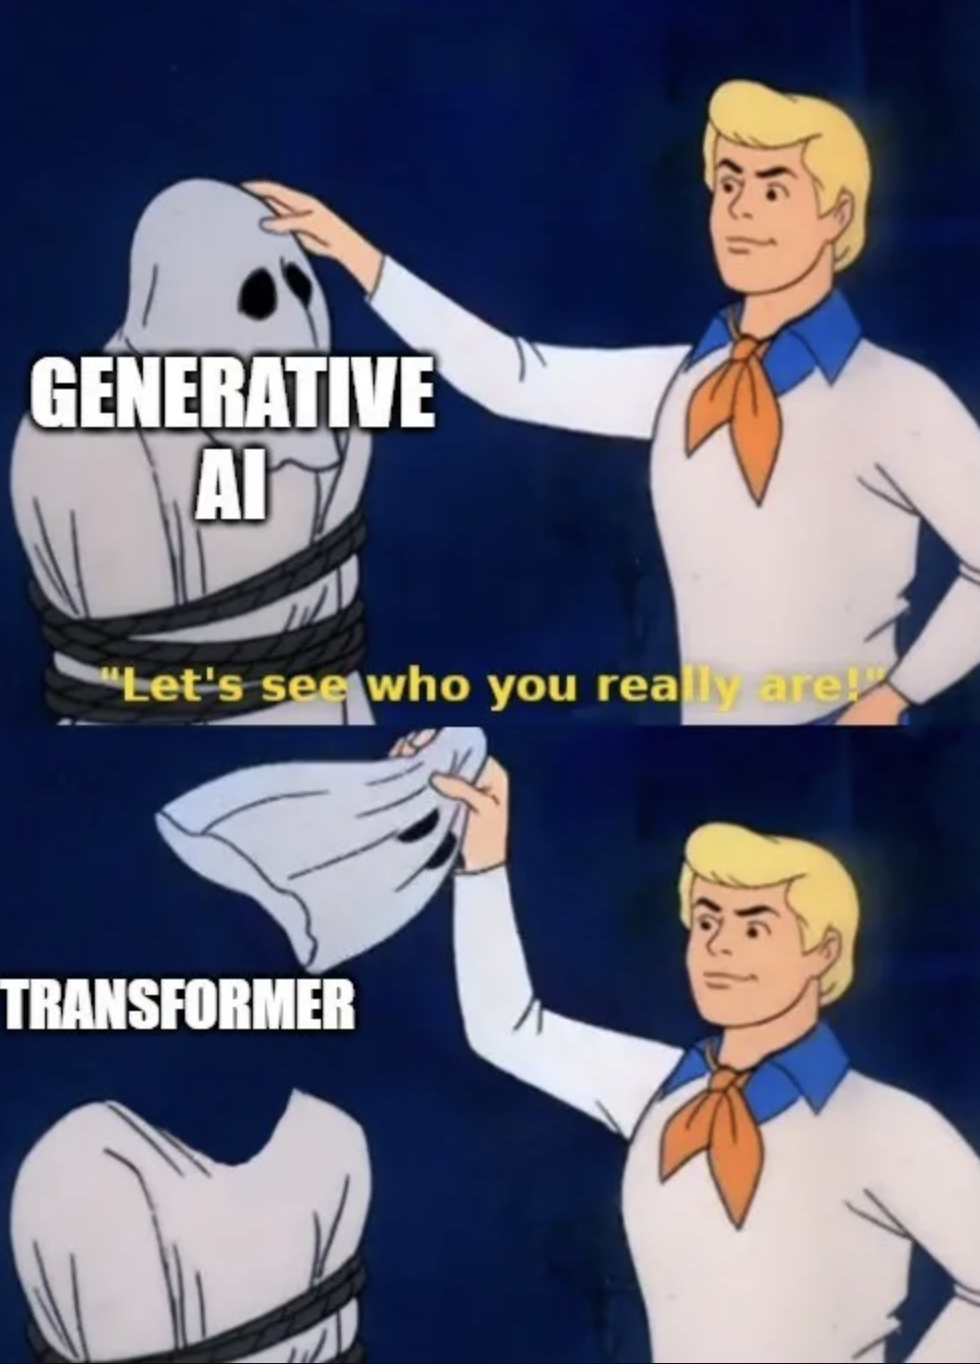 GENERATIVE
AI
"Let's see who you really are!"
TRANSFORMER